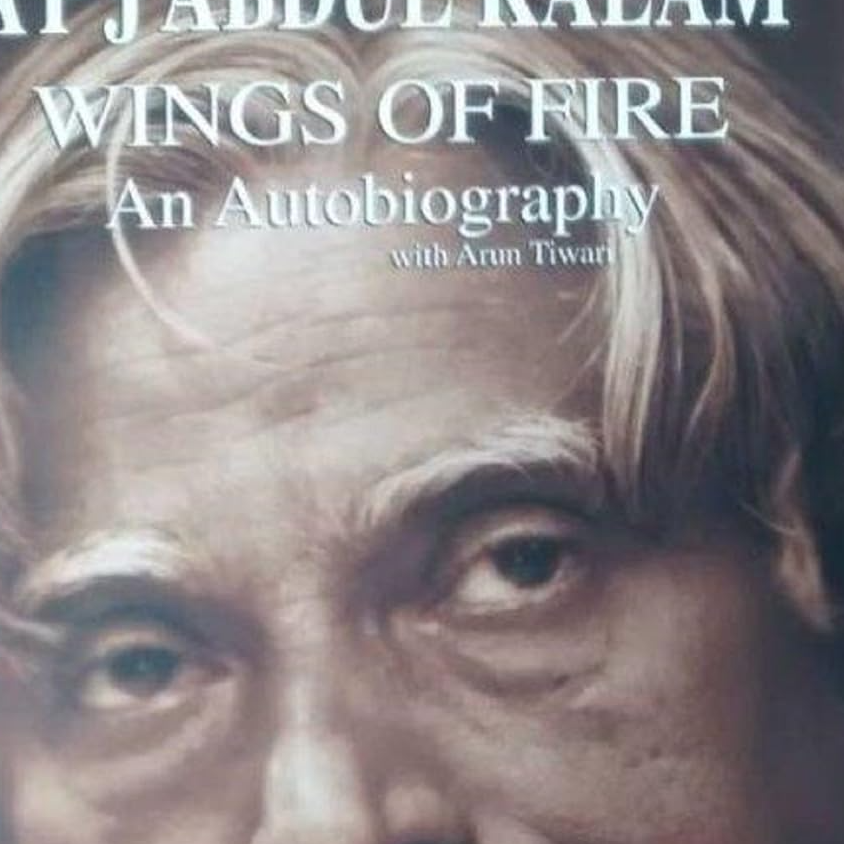 J ABDUL KALAM
WINGS OF FIRE
An Autobiography
with Arun Tiwari